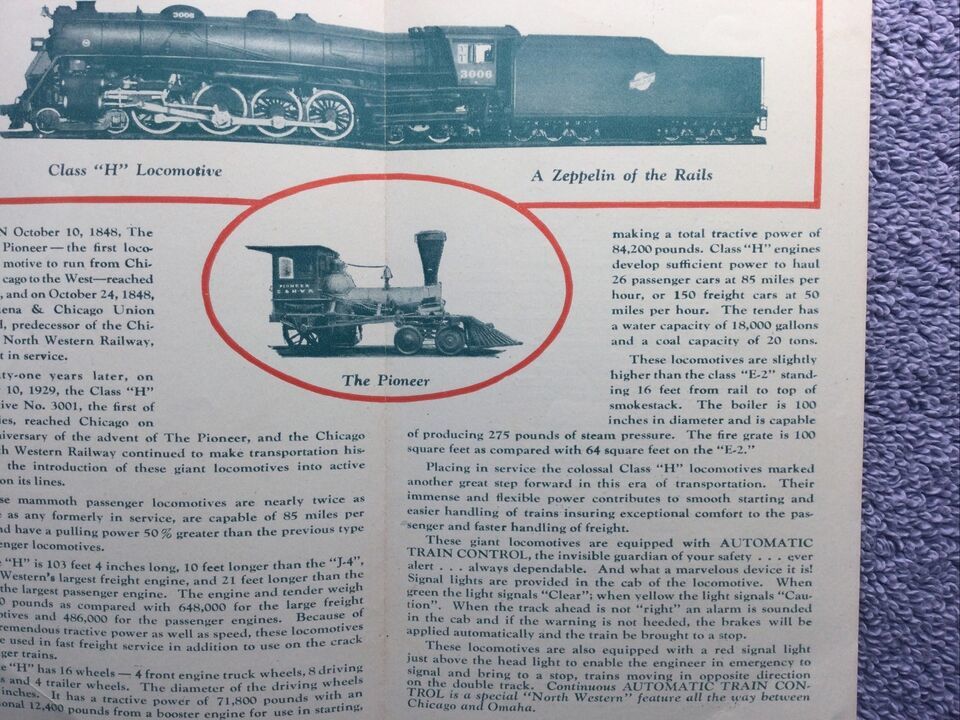 3006
3006
Class "H" Locomotive
A Zeppelin of the Rails
N October 10, 1848, The
Pioneer — the first loco-
motive to run from Chi-
cago to the West—reached
, and on October 24, 1848,
ena & Chicago Union
d, predecessor of the Chi-
North Western Railway,
t in service.
ty-one years later, on
10, 1929, the Class "H"
ive No. 3001, the first of
ies, reached Chicago on
iversary of the advent of The Pioneer, and the Chicago
th Western Railway continued to make transportation his-
the introduction of these giant locomotives into active
on its lines.
se mammoth passenger locomotives are nearly twice as
e as any formerly in service, are capable of 85 miles per
nd have a pulling power 50% greater than the previous type
enger locomotives.
e "H" is 103 feet 4 inches long, 10 feet longer than the "J-4",
Western's largest freight engine, and 21 feet longer than the
the largest passenger engine. The engine and tender weigh
0 pounds as compared with 648,000 for the large freight
otives and 486,000 for the passenger engines. Because of
tremendous tractive power as well as speed, these locomotives
e used in fast freight service in addition to use on the crack
ger trains.
e "H" has 16 wheels — 4 front engine truck wheels, 8 driving
s and 4 trailer wheels. The diameter of the driving wheels
inches. It has a tractive power of 71,800 pounds with an
onal 12,400 pounds from a booster engine for use in starting,
PIONEER
C & N W R
The Pioneer
making a total tractive power of
84,200 pounds. Class "H" engines
develop sufficient power to haul
26 passenger cars at 85 miles per
hour, or 150 freight cars at 50
miles per hour. The tender has
a water capacity of 18,000 gallons
and a coal capacity of 20 tons.
These locomotives are slightly
higher than the class "E-2" stand-
ing 16 feet from rail to top of
smokestack. The boiler is 100
inches in diameter and is capable
of producing 275 pounds of steam pressure. The fire grate is 100
square feet as compared with 64 square feet on the "E-2."
Placing in service the colossal Class "H" locomotives marked
another great step forward in this era of transportation. Their
immense and flexible power contributes to smooth starting and
easier handling of trains insuring exceptional comfort to the pas-
senger and faster handling of freight.
These giant locomotives are equipped with AUTOMATIC
TRAIN CONTROL, the invisible guardian of your safety . . . ever
alert . . . always dependable. And what a marvelous device it is!
Signal lights are provided in the cab of the locomotive. When
green the light signals "Clear"; when yellow the light signals "Cau-
tion". When the track ahead is not "right" an alarm is sounded
in the cab and if the warning is not heeded, the brakes will be
applied automatically and the train be brought to a stop.
These locomotives are also equipped with a red signal light
just above the head light to enable the engineer in emergency to
signal and bring to a stop, trains moving in opposite direction
on the double track. Continuous AUTOMATIC TRAIN CON-
TROL is a special "North Western" feature all the way between
Chicago and Omaha.